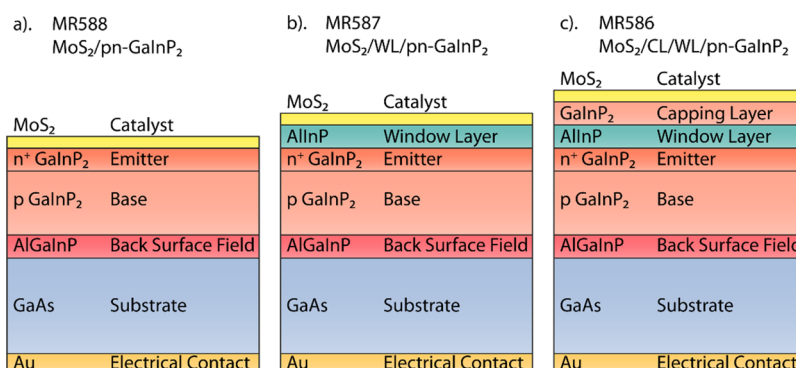 a). MR588
MoS₂/pn-GaInP₂
MoS₂ Catalyst
n⁺ GaInP₂ Emitter
p GaInP₂ Base
AlGaInP Back Surface Field
GaAs Substrate
Au Electrical Contact
b). MR587
MoS₂/WL/pn-GaInP₂
MoS₂ Catalyst
AlInP Window Layer
n⁺ GaInP₂ Emitter
p GaInP₂ Base
AlGaInP Back Surface Field
GaAs Substrate
Au Electrical Contact
c). MR586
MoS₂/CL/WL/pn-GaInP₂
MoS₂ Catalyst
GaInP₂ Capping Layer
AlInP Window Layer
n⁺ GaInP₂ Emitter
p GaInP₂ Base
AlGaInP Back Surface Field
GaAs Substrate
Au Electrical Contact